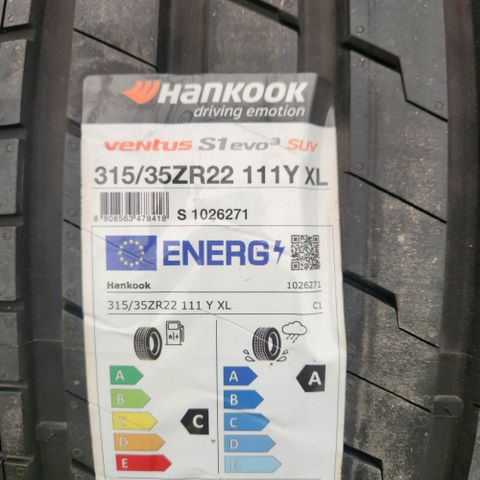 HANKOOK
driving emotion
ventus S1 evo³ SUV
315/35ZR22 111Y XL
8 808563 478418
S 1026271
ENERG
Hankook 1026271
315/35ZR22 111 Y XL C1
A A
B
C C
D
E
A A
B
C
D
E